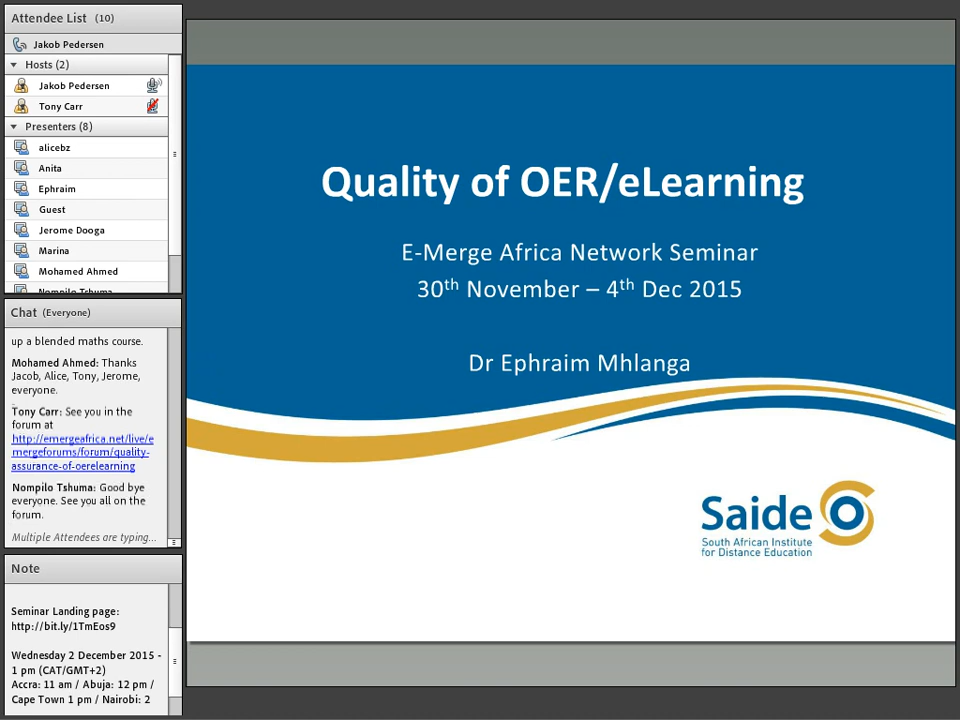 Attendee List (10)
Jakob Pedersen
Hosts (2)
Jakob Pedersen
Tony Carr
Presenters (8)
alicebz
Anita
Ephraim
Guest
Jerome Dooga
Marina
Mohamed Ahmed
Nompilo Tshuma
Chat (Everyone)
up a blended maths course.
Mohamed Ahmed: Thanks
Jacob, Alice, Tony, Jerome,
everyone.
Tony Carr: See you in the
forum at
http://emergeafrica.net/live/e
mergeforums/forum/quality-
assurance-of-oerelearning
Nompilo Tshuma: Good bye
everyone. See you all on the
forum.
Multiple Attendees are typing...
Note
Seminar Landing page:
http://bit.ly/1TmEos9
Wednesday 2 December 2015 -
1 pm (CAT/GMT+2)
Accra: 11 am / Abuja: 12 pm /
Cape Town 1 pm / Nairobi: 2
Quality of OER/eLearning
E-Merge Africa Network Seminar
30th November – 4th Dec 2015
Dr Ephraim Mhlanga
Saide
South African Institute
for Distance Education